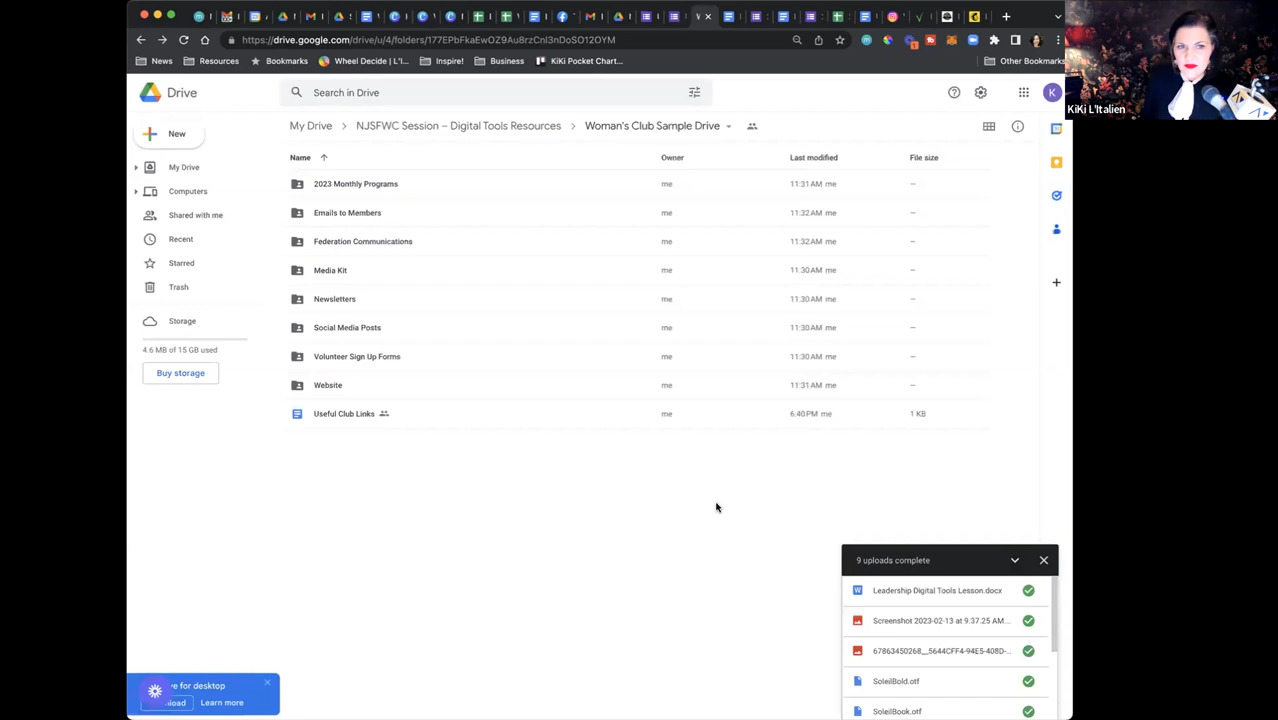 https://drive.google.com/drive/u/4/folders/177EPbFkaEwOZ9Au8rzCnl3nDoSO12OYM
News
Resources
Bookmarks
Wheel Decide | L'I...
Inspire!
Business
KiKi Pocket Chart...
Other Bookmarks
KiKi L'Italien
Drive
Search in Drive
K
New
My Drive
Computers
Shared with me
Recent
Starred
Trash
Storage
4.6 MB of 15 GB used
Buy storage
My Drive
NJSFWC Session – Digital Tools Resources
Woman's Club Sample Drive
Name
Owner
Last modified
File size
2023 Monthly Programs me 11:31 AM me –
Emails to Members me 11:32 AM me –
Federation Communications me 11:32 AM me –
Media Kit me 11:30 AM me –
Newsletters me 11:30 AM me –
Social Media Posts me 11:30 AM me –
Volunteer Sign Up Forms me 11:30 AM me –
Website me 11:31 AM me –
Useful Club Links me 6:40 PM me 1 KB
9 uploads complete
Leadership Digital Tools Lesson.docx
Screenshot 2023-02-13 at 9.37.25 AM...
67863450268__5644CFF4-94E5-408D-...
SoleilBold.otf
SoleilBook.otf
ve for desktop
nload
Learn more